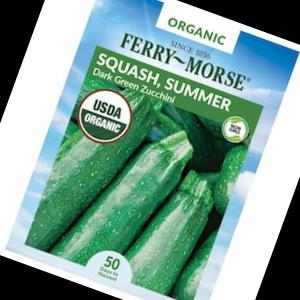 ORGANIC
SINCE 1856
FERRY~MORSE®
SQUASH, SUMMER
Dark Green Zucchini
USDA
ORGANIC
50
Days to
Harvest